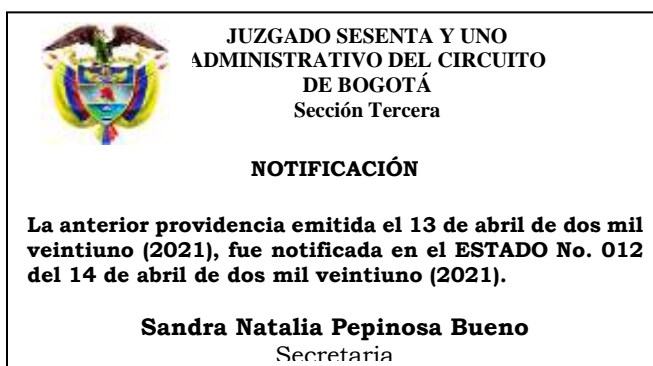 JUZGADO SESENTA Y UNO
ADMINISTRATIVO DEL CIRCUITO
DE BOGOTÁ
Sección Tercera
NOTIFICACIÓN
La anterior providencia emitida el 13 de abril de dos mil
veintiuno (2021), fue notificada en el ESTADO No. 012
del 14 de abril de dos mil veintiuno (2021).
Sandra Natalia Pepinosa Bueno
Secretaria